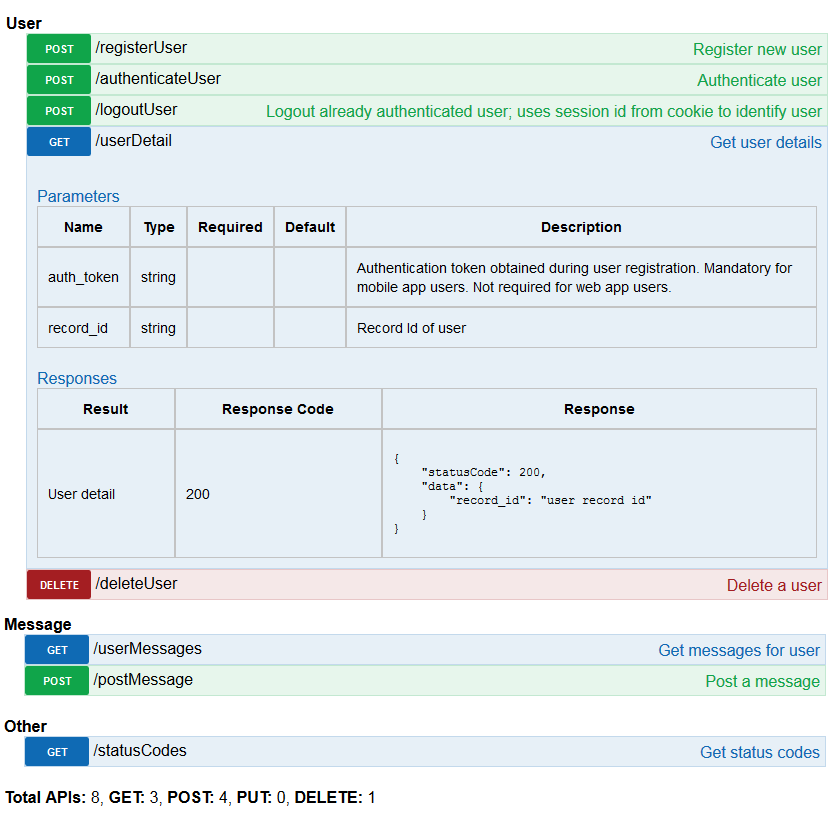 User
POST /registerUser Register new user
POST /authenticateUser Authenticate user
POST /logoutUser Logout already authenticated user; uses session id from cookie to identify user
GET /userDetail Get user details
Parameters
Name Type Required Default Description
auth_token string Authentication token obtained during user registration. Mandatory for
mobile app users. Not required for web app users.
record_id string Record Id of user
Responses
Result Response Code Response
User detail 200
{
"statusCode": 200,
"data": {
"record_id": "user record id"
}
}
DELETE /deleteUser Delete a user
Message
GET /userMessages Get messages for user
POST /postMessage Post a message
Other
GET /statusCodes Get status codes
Total APIs: 8, GET: 3, POST: 4, PUT: 0, DELETE: 1